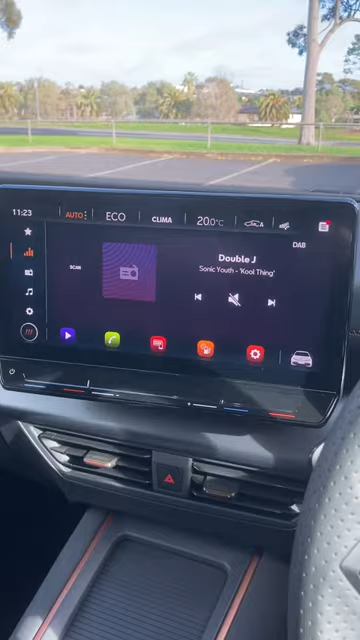 11:23
AUTO
ECO
CLIMA
20.0°C
A
DAB
SCAN
Double J
Sonic Youth - 'Kool Thing'